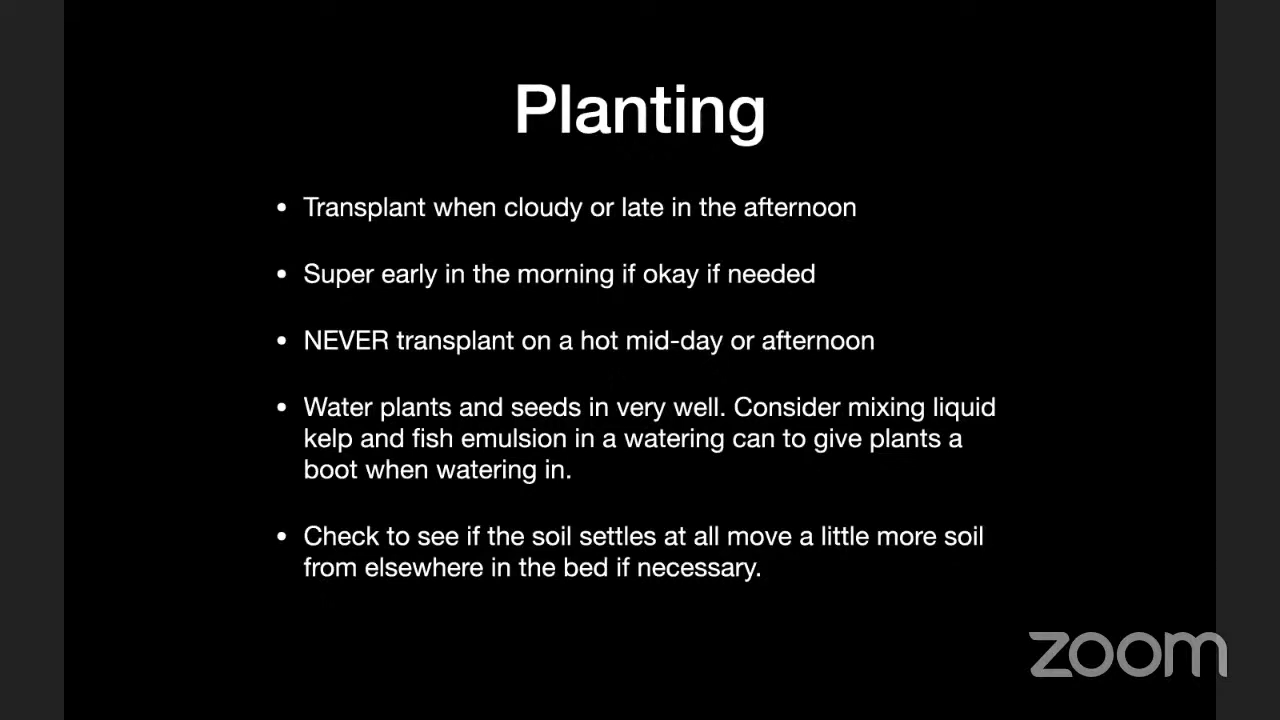 Planting
• Transplant when cloudy or late in the afternoon
• Super early in the morning if okay if needed
• NEVER transplant on a hot mid-day or afternoon
• Water plants and seeds in very well. Consider mixing liquid
kelp and fish emulsion in a watering can to give plants a
boot when watering in.
• Check to see if the soil settles at all move a little more soil
from elsewhere in the bed if necessary.
zoom